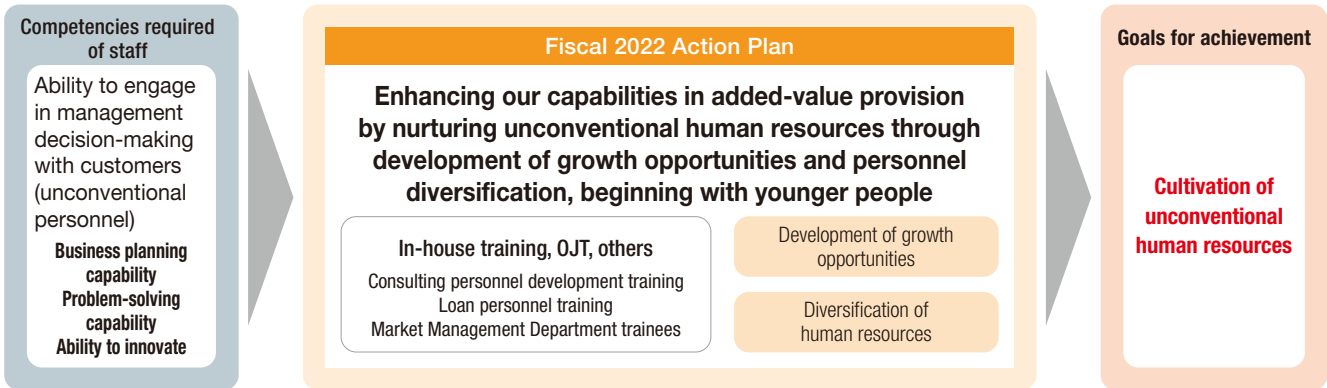 Competencies required
of staff
Ability to engage
in management
decision-making
with customers
(unconventional
personnel)
Business planning
capability
Problem-solving
capability
Ability to innovate
Fiscal 2022 Action Plan
Enhancing our capabilities in added-value provision
by nurturing unconventional human resources through
development of growth opportunities and personnel
diversification, beginning with younger people
In-house training, OJT, others
Consulting personnel development training
Loan personnel training
Market Management Department trainees
Development of growth
opportunities
Diversification of
human resources
Goals for achievement
Cultivation of
unconventional
human resources